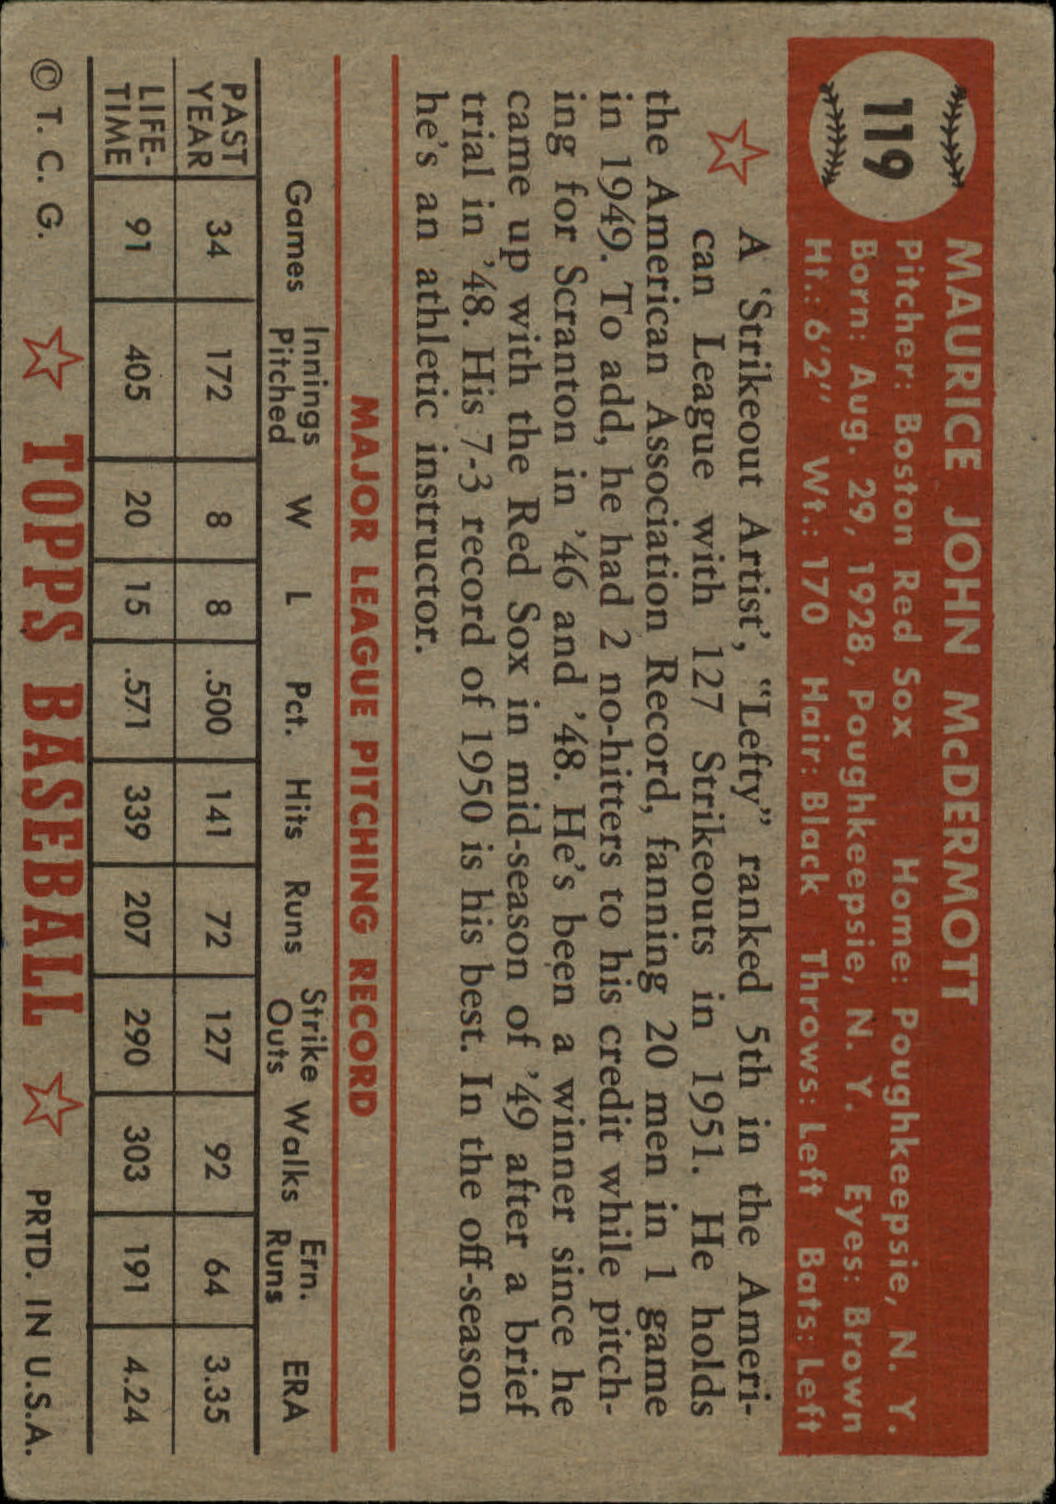 119
MAURICE JOHN McDERMOTT
Pitcher: Boston Red Sox Home: Poughkeepsie, N. Y.
Born: Aug. 29, 1928, Poughkeepsie, N. Y. Eyes: Brown
Ht.: 6'2" Wt.: 170 Hair: Black Throws: Left Bats: Left
A 'Strikeout Artist', "Lefty" ranked 5th in the Ameri-
can League with 127 Strikeouts in 1951. He holds
the American Association Record, fanning 20 men in 1 game
in 1949. To add, he had 2 no-hitters to his credit while pitch-
ing for Scranton in '46 and '48. He's been a winner since he
came up with the Red Sox in mid-season of '49 after a brief
trial in '48. His 7-3 record of 1950 is his best. In the off-season
he's an athletic instructor.
MAJOR LEAGUE PITCHING RECORD
Games Innings Pitched W L Pct. Hits Runs Strike Outs Walks Ern. Runs ERA
PAST YEAR 34 172 8 8 .500 141 72 127 92 64 3.35
LIFE-TIME 91 405 20 15 .571 339 207 290 303 191 4.24
© T. C. G. TOPPS BASEBALL PRTD. IN U.S.A.